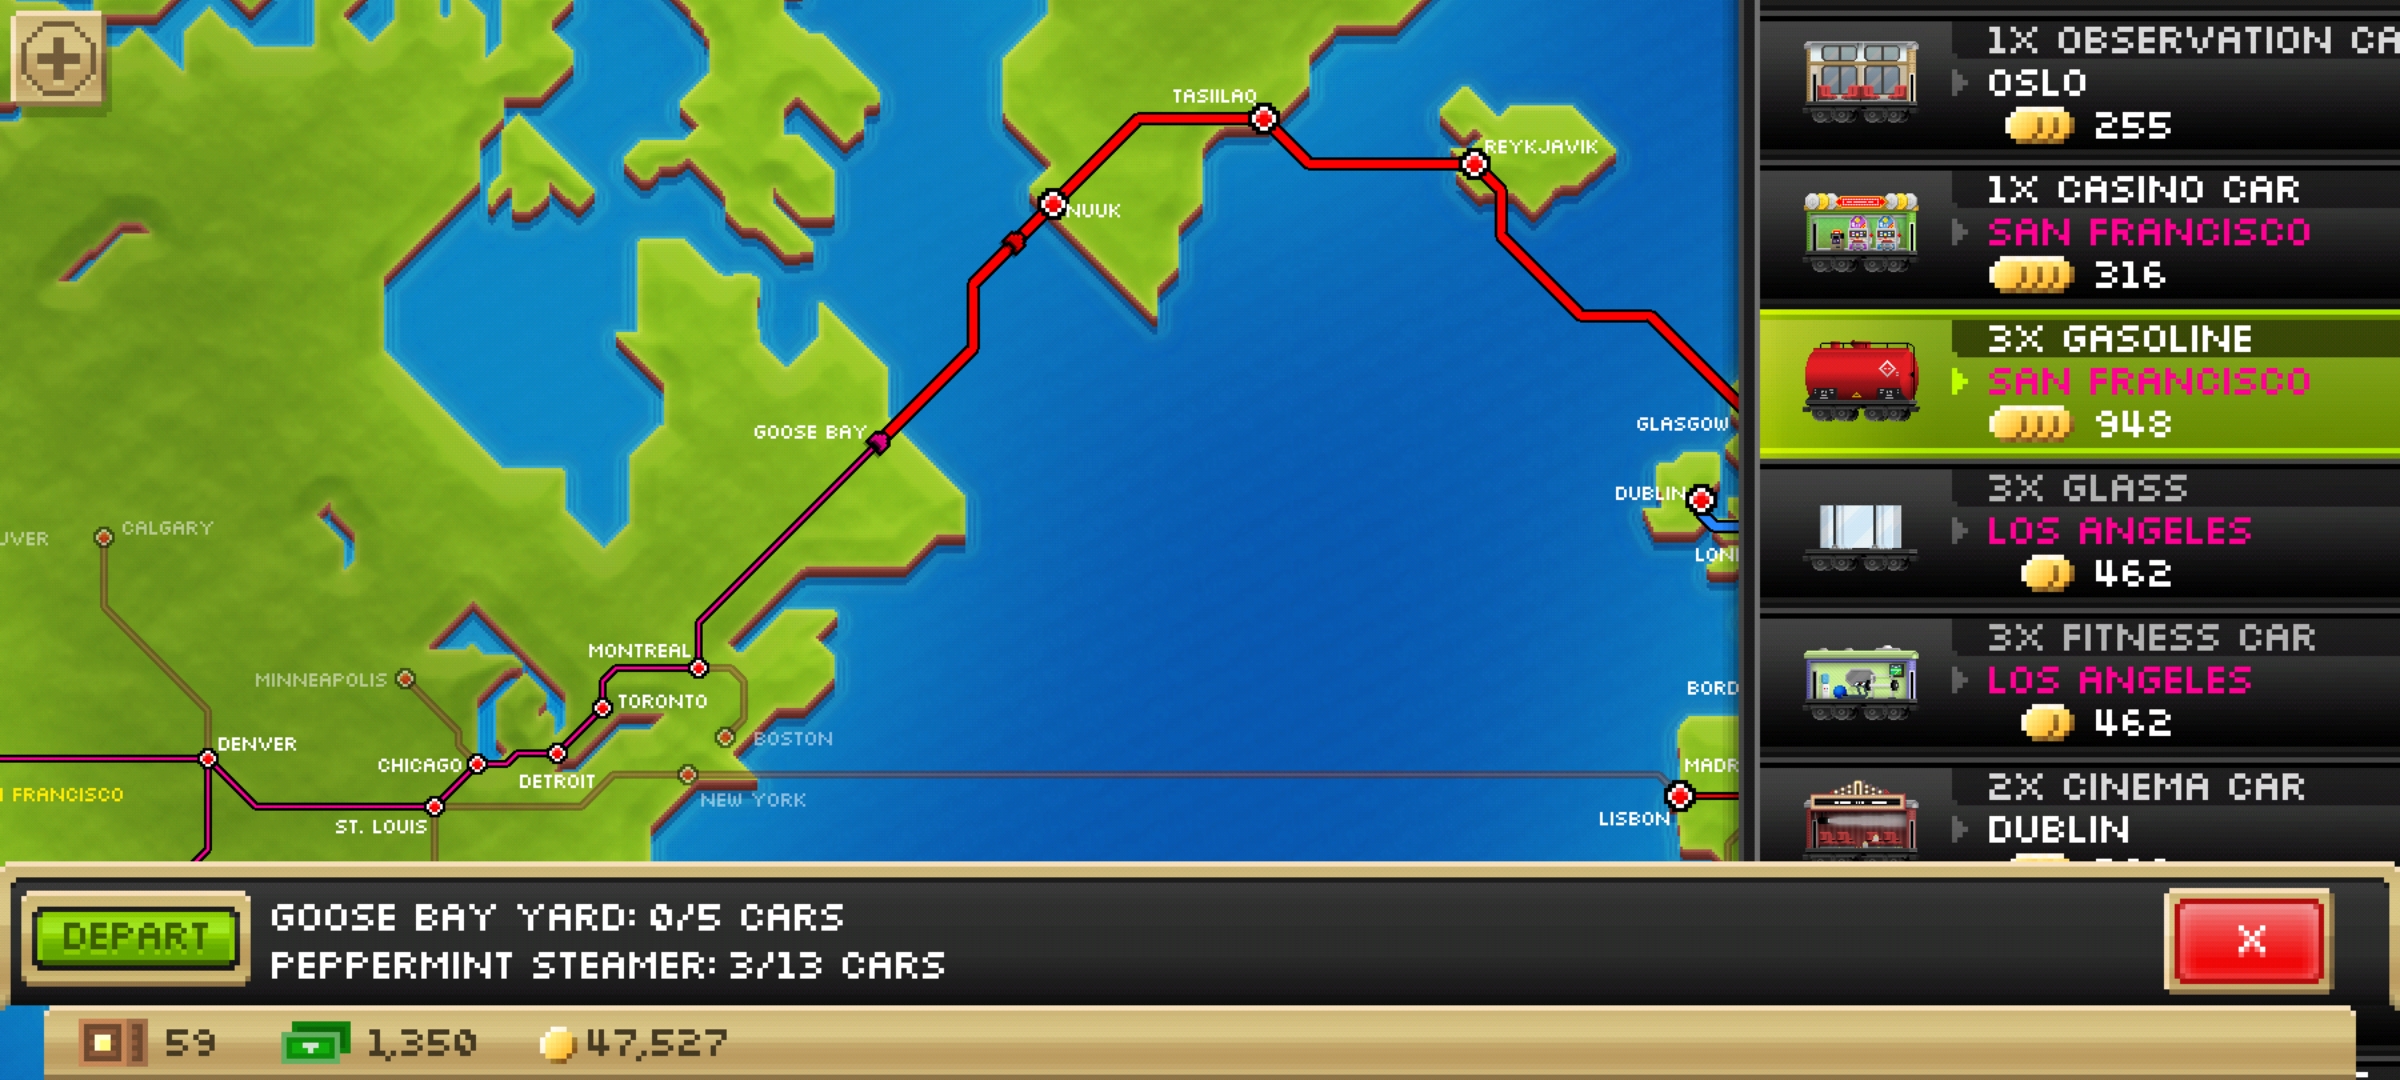 TASIILAQ
REYKJAVIK
NUUK
GOOSE BAY
GLASGOW
DUBLIN
CALGARY
MONTREAL
MINNEAPOLIS
TORONTO
BOSTON
DENVER
CHICAGO
DETROIT
NEW YORK
FRANCISCO
ST. LOUIS
LISBON
1X OBSERVATION CA
OSLO
255
1X CASINO CAR
SAN FRANCISCO
316
3X GASOLINE
SAN FRANCISCO
948
3X GLASS
LOS ANGELES
462
3X FITNESS CAR
LOS ANGELES
462
2X CINEMA CAR
DUBLIN
DEPART
GOOSE BAY YARD: 0/5 CARS
PEPPERMINT STEAMER: 3/13 CARS
X
59
1,350
47,527